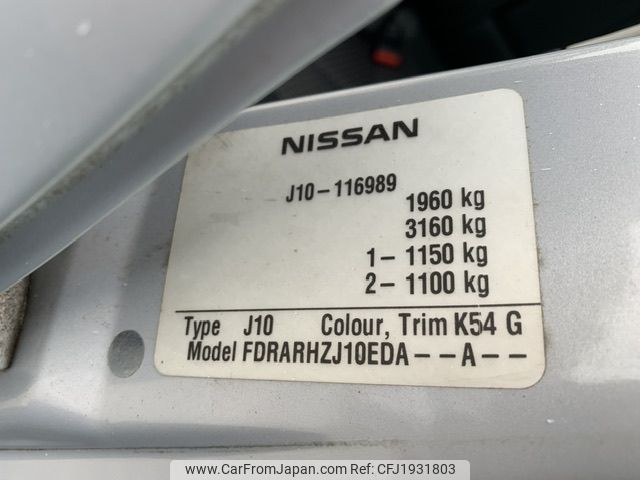 NISSAN
J10-116989
1960 kg
3160 kg
1- 1150 kg
2- 1100 kg
Type J10 Colour, Trim K54 G
Model FDRARHZJ10EDA--A--
www.CarFromJapan.com for CFJ1931803